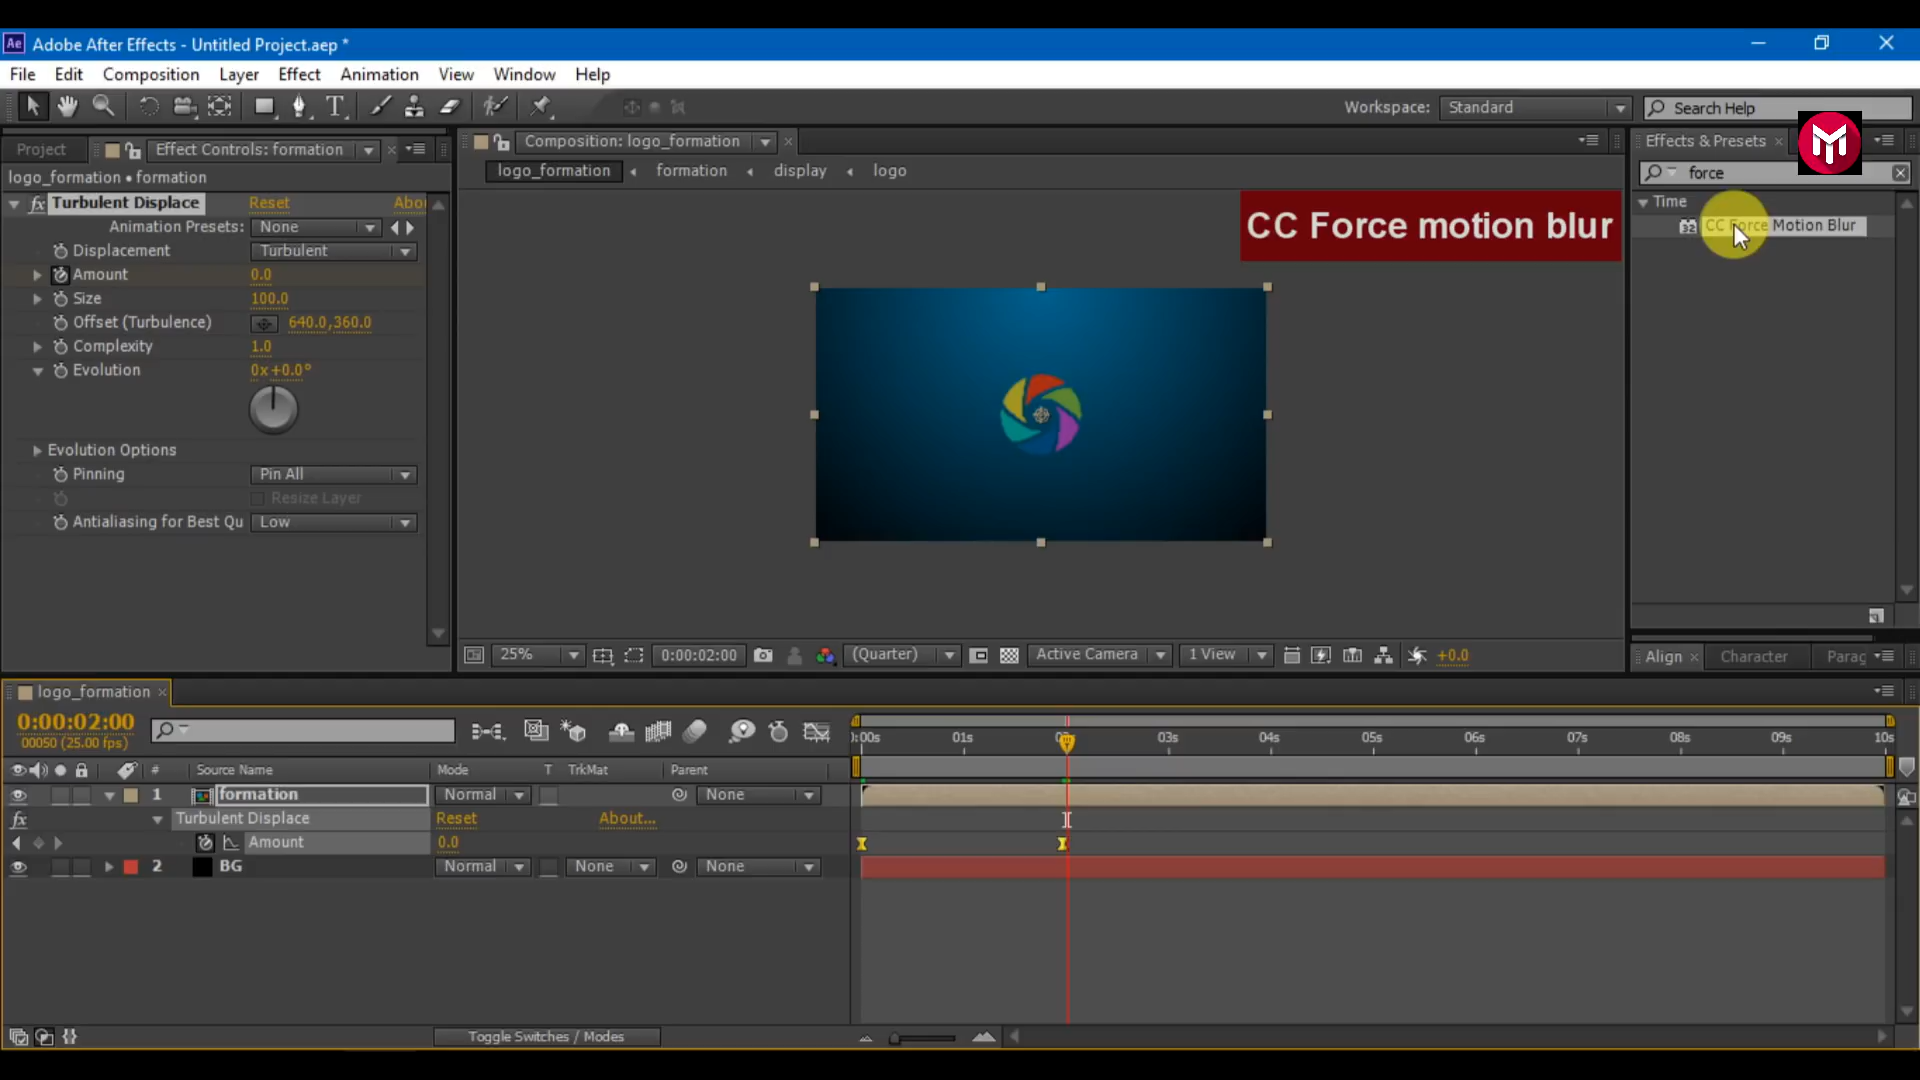 Ae Adobe After Effects - Untitled Project.aep *
File Edit Composition Layer Effect Animation View Window Help
Workspace: Standard Search Help
Project Effect Controls: formation
Composition: logo_formation
Effects & Presets
logo_formation • formation
logo_formation formation display logo
force
fx Turbulent Displace Reset Abou
Time
CC Force Motion Blur
CC Force motion blur
Animation Presets: None
Displacement Turbulent
Amount 0.0
Size 100.0
Offset (Turbulence) 640.0,360.0
Complexity 1.0
Evolution 0x+0.0°
Evolution Options
Pinning Pin All
Resize Layer
Antialiasing for Best Qu Low
25% 0:00:02:00 (Quarter) Active Camera 1 View +0.0
Align Character Parag
logo_formation
0:00:02:00
00050 (25.00 fps)
:00s 01s 03s 04s 05s 06s 07s 08s 09s 10s
# Source Name Mode T TrkMat Parent
1 formation Normal None
fx Turbulent Displace Reset About...
Amount 0.0
2 BG Normal None None
Toggle Switches / Modes